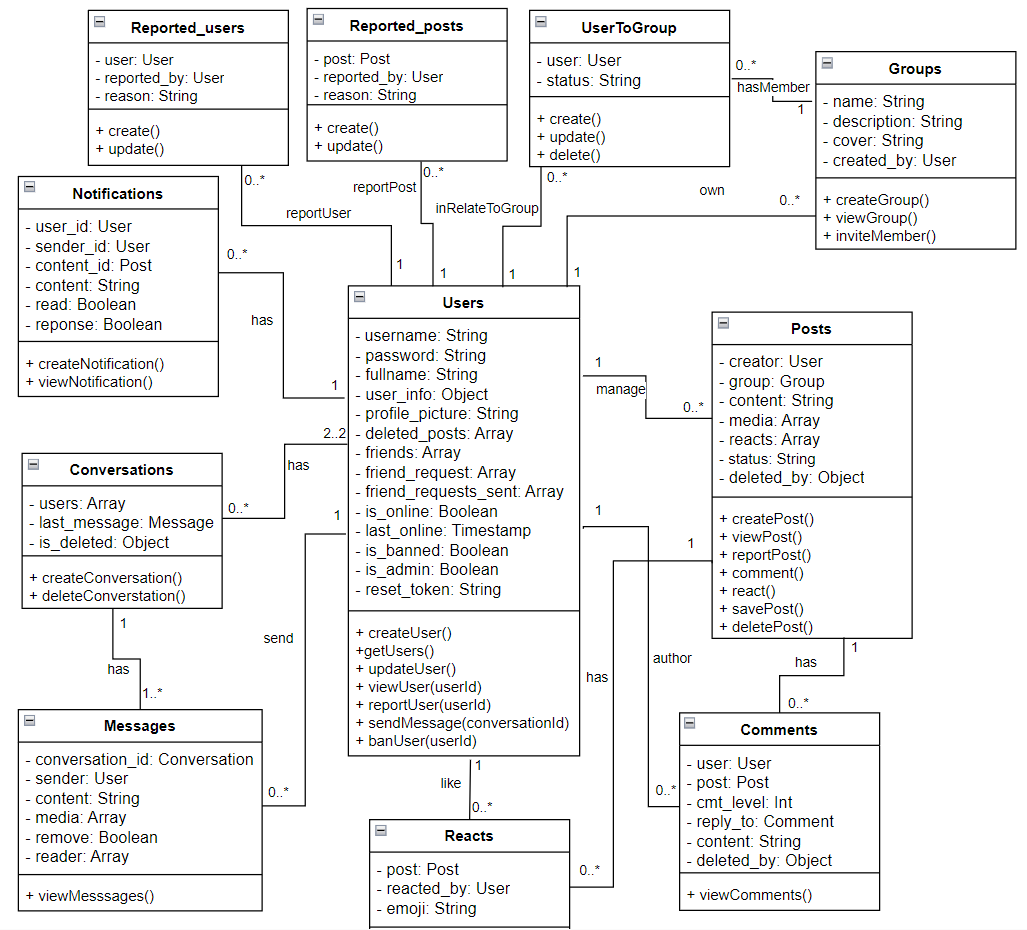 Reported_users
- user: User
- reported_by: User
- reason: String
+ create()
+ update()
Reported_posts
- post: Post
- reported_by: User
- reason: String
+ create()
+ update()
UserToGroup
- user: User
- status: String
+ create()
+ update()
+ delete()
0..*
hasMember
1
Groups
- name: String
- description: String
- cover: String
- created_by: User
+ createGroup()
+ viewGroup()
+ inviteMember()
0..*
reportUser
1
0..*
reportPost
1
0..*
inRelateToGroup
1
own
0..*
1
Notifications
- user_id: User
- sender_id: User
- content_id: Post
- content: String
- read: Boolean
- reponse: Boolean
+ createNotification()
+ viewNotification()
0..*
has
1
Users
- username: String
- password: String
- fullname: String
- user_info: Object
- profile_picture: String
- deleted_posts: Array
- friends: Array
- friend_request: Array
- friend_requests_sent: Array
- is_online: Boolean
- last_online: Timestamp
- is_banned: Boolean
- is_admin: Boolean
- reset_token: String
+ createUser()
+getUsers()
+ updateUser()
+ viewUser(userId)
+ reportUser(userId)
+ sendMessage(conversationId)
+ banUser(userId)
1
manage
0..*
Posts
- creator: User
- group: Group
- content: String
- media: Array
- reacts: Array
- status: String
- deleted_by: Object
+ createPost()
+ viewPost()
+ reportPost()
+ comment()
+ react()
+ savePost()
+ deletePost()
2..2
has
0..*
Conversations
- users: Array
- last_message: Message
- is_deleted: Object
+ createConversation()
+ deleteConverstation()
1
has
1..*
1
send
0..*
Messages
- conversation_id: Conversation
- sender: User
- content: String
- media: Array
- remove: Boolean
- reader: Array
+ viewMesssages()
1
like
0..*
Reacts
- post: Post
- reacted_by: User
- emoji: String
1
has
0..*
1
author
0..*
1
has
0..*
Comments
- user: User
- post: Post
- cmt_level: Int
- reply_to: Comment
- content: String
- deleted_by: Object
+ viewComments()